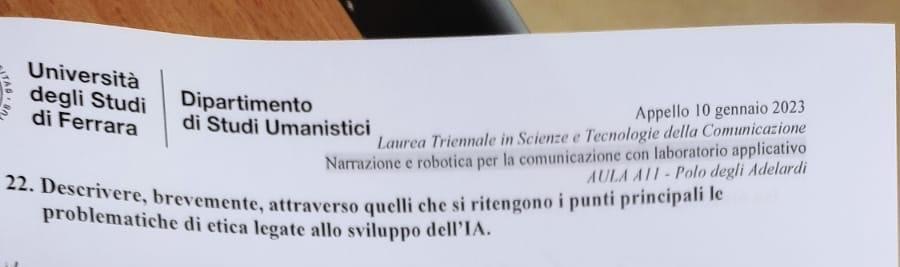 Università
degli Studi
di Ferrara
Dipartimento
di Studi Umanistici
Appello 10 gennaio 2023
Laurea Triennale in Scienze e Tecnologie della Comunicazione
Narrazione e robotica per la comunicazione con laboratorio applicativo
AULA A11 - Polo degli Adelardi
22. Descrivere, brevemente, attraverso quelli che si ritengono i punti principali le
problematiche di etica legate allo sviluppo dell'IA.